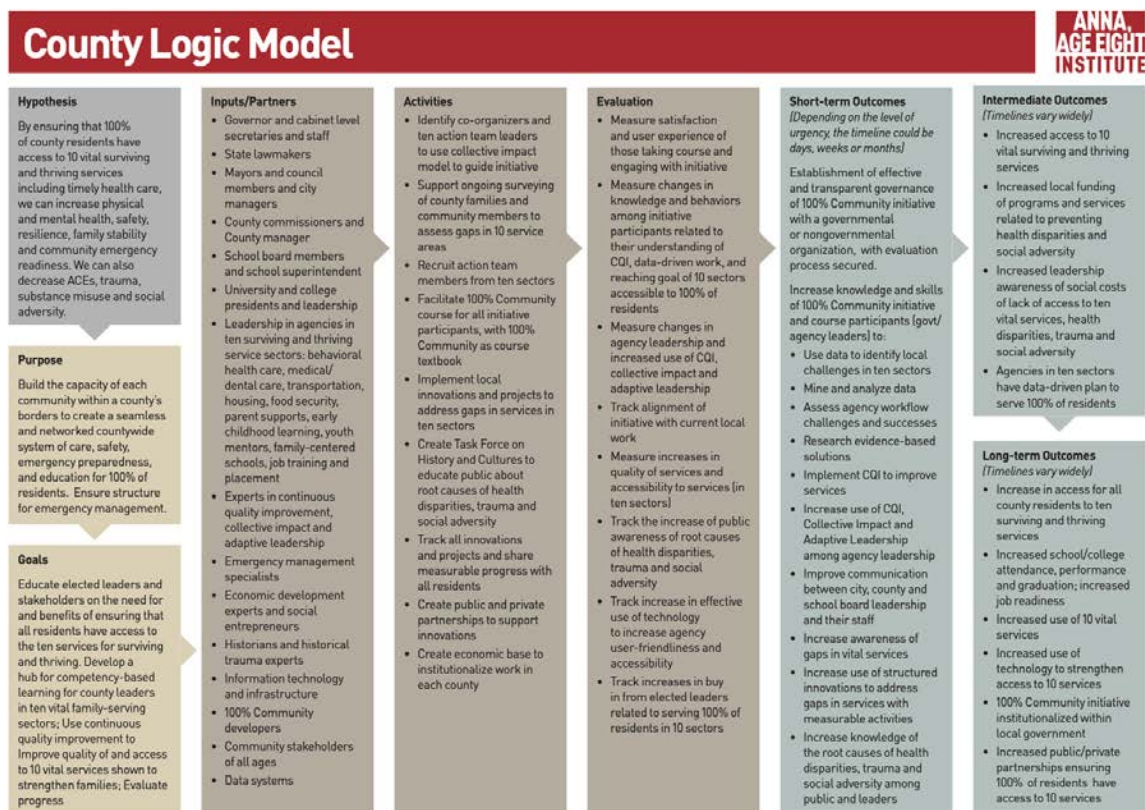 County Logic Model
ANNA,
AGE EIGHT
INSTITUTE
Hypothesis
By ensuring that 100%
of county residents have
access to 10 vital surviving
and thriving services
including timely health care,
we can increase physical
and mental health, safety,
resilience, family stability
and community emergency
readiness. We can also
decrease ACEs, trauma,
substance misuse and social
adversity.
Purpose
Build the capacity of each
community within a county's
borders to create a seamless
and networked countywide
system of care, safety,
emergency preparedness,
and education for 100% of
residents. Ensure structure
for emergency management.
Goals
Educate elected leaders and
stakeholders on the need for
and benefits of ensuring that
all residents have access to
the ten services for surviving
and thriving. Develop a
hub for competency-based
learning for county leaders
in ten vital family-serving
sectors; Use continuous
quality improvement to
Improve quality of and access
to 10 vital services shown to
strengthen families; Evaluate
progress
Inputs/Partners
• Governor and cabinet level
secretaries and staff
• State lawmakers
• Mayors and council
members and city
managers
• County commissioners and
County manager
• School board members
and school superintendent
• University and college
presidents and leadership
• Leadership in agencies in
ten surviving and thriving
service sectors: behavioral
health care, medical/
dental care, transportation,
housing, food security,
parent supports, early
childhood learning, youth
mentors, family-centered
schools, job training and
placement
• Experts in continuous
quality improvement,
collective impact and
adaptive leadership
• Emergency management
specialists
• Economic development
experts and social
entrepreneurs
• Historians and historical
trauma experts
• Information technology
and infrastructure
• 100% Community
developers
• Community stakeholders
of all ages
• Data systems
Activities
• Identify co-organizers and
ten action team leaders
to use collective impact
model to guide initiative
• Support ongoing surveying
of county families and
community members to
assess gaps in 10 service
areas
• Recruit action team
members from ten sectors
• Facilitate 100% Community
course for all initiative
participants, with 100%
Community as course
textbook
• Implement local
innovations and projects to
address gaps in services in
ten sectors
• Create Task Force on
History and Cultures to
educate public about
root causes of health
disparities, trauma and
social adversity
• Track all innovations
and projects and share
measurable progress with
all residents
• Create public and private
partnerships to support
innovations
• Create economic base to
institutionalize work in
each county
Evaluation
• Measure satisfaction
and user experience of
those taking course and
engaging with initiative
• Measure changes in
knowledge and behaviors
among initiative
participants related to
their understanding of
CQI, data-driven work, and
reaching goal of 10 sectors
accessible to 100% of
residents
• Measure changes in
agency leadership and
increased use of CQI,
collective impact and
adaptive leadership
• Track alignment of
initiative with current local
work
• Measure increases in
quality of services and
accessibility to services (in
ten sectors)
• Track the increase of public
awareness of root causes
of health disparities,
trauma and social
adversity
• Track increase in effective
use of technology
to increase agency
user-friendliness and
accessibility
• Track increases in buy
in from elected leaders
related to serving 100% of
residents in 10 sectors
Short-term Outcomes
(Depending on the level of
urgency, the timeline could be
days, weeks or months)
Establishment of effective
and transparent governance
of 100% Community initiative
with a governmental
or nongovernmental
organization, with evaluation
process secured.
Increase knowledge and skills
of 100% Community initiative
and course participants (govt/
agency leaders) to:
• Use data to identify local
challenges in ten sectors
• Mine and analyze data
• Assess agency workflow
challenges and successes
• Research evidence-based
solutions
• Implement CQI to improve
services
• Increase use of CQI,
Collective Impact and
Adaptive Leadership
among agency leadership
• Improve communication
between city, county and
school board leadership
and their staff
• Increase awareness of
gaps in vital services
• Increase use of structured
innovations to address
gaps in services with
measurable activities
• Increase knowledge of
the root causes of health
disparities, trauma and
social adversity among
public and leaders
Intermediate Outcomes
(Timelines vary widely)
• Increased access to 10
vital surviving and thriving
services
• Increased local funding
of programs and services
related to preventing
health disparities and
social adversity
• Increased leadership
awareness of social costs
of lack of access to ten
vital services, health
disparities, trauma and
social adversity
• Agencies in ten sectors
have data-driven plan to
serve 100% of residents
Long-term Outcomes
(Timelines vary widely)
• Increase in access for all
county residents to ten
surviving and thriving
services
• Increased school/college
attendance, performance
and graduation; increased
job readiness
• Increased use of 10 vital
services
• Increased use of
technology to strengthen
access to 10 services
• 100% Community initiative
institutionalized within
local government
• Increased public/private
partnerships ensuring
100% of residents have
access to 10 services